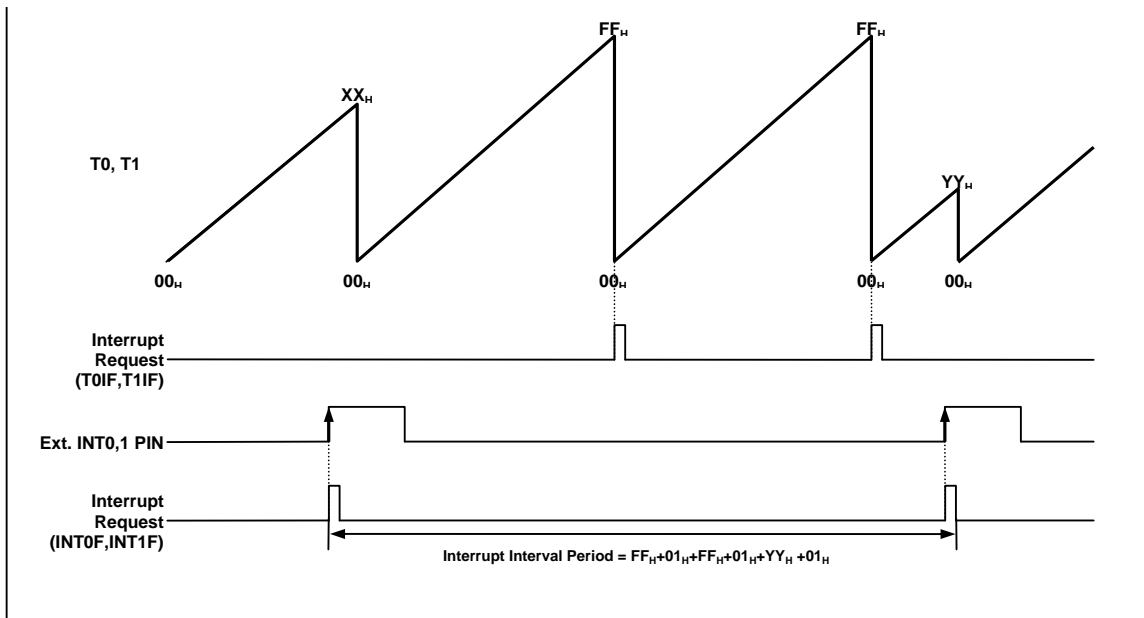 FFH FFH
XXH
T0, T1
YYH
00H 00H 00H 00H 00H
Interrupt
Request
(T0IF,T1IF)
Ext. INT0,1 PIN
Interrupt
Request
(INT0F,INT1F)
Interrupt Interval Period = FFH+01H+FFH+01H+YYH +01H